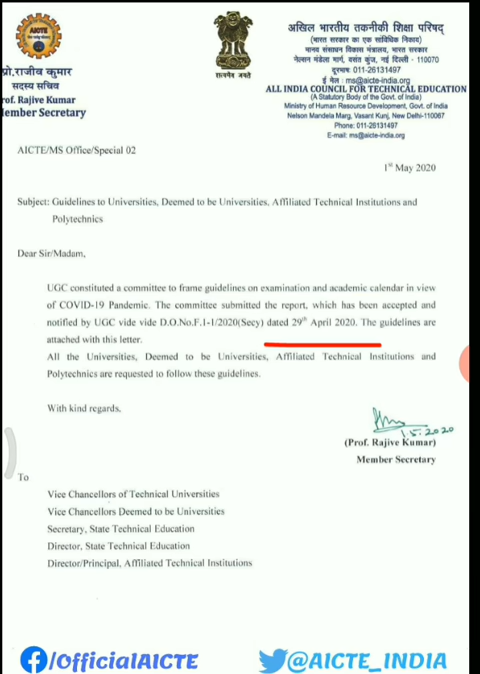 AICTE
प्रो.राजीव कुमार
सदस्य सचिव
rof. Rajive Kumar
ember Secretary
सत्यमेव जयते
अखिल भारतीय तकनीकी शिक्षा परिषद्
(भारत सरकार का एक सांविधिक निकाय)
मानव संसाधन विकास मंत्रालय, भारत सरकार
नेल्सन मंडेला मार्ग, वसंत कुंज, नई दिल्ली - 110070
दूरभाष: 011-26131497
ई मेल : ms@aicte-india.org
ALL INDIA COUNCIL FOR TECHNICAL EDUCATION
(A Statutory Body of the Govt. of India)
Ministry of Human Resource Development, Govt. of India
Nelson Mandela Marg, Vasant Kunj, New Delhi-110067
Phone: 011-26131497
E-mail: ms@aicte-india.org
AICTE/MS Office/Special 02
1st May 2020
Subject: Guidelines to Universities, Deemed to be Universities, Affiliated Technical Institutions and
Polytechnics
Dear Sir/Madam,
UGC constituted a committee to frame guidelines on examination and academic calendar in view
of COVID-19 Pandemic. The committee submitted the report, which has been accepted and
notified by UGC vide vide D.O.No.F.1-1/2020(Secy) dated 29th April 2020. The guidelines are
attached with this letter.
All the Universities, Deemed to be Universities, Affiliated Technical Institutions and
Polytechnics are requested to follow these guidelines.
With kind regards,
1.5.2020
(Prof. Rajive Kumar)
Member Secretary
To
Vice Chancellors of Technical Universities
Vice Chancellors Deemed to be Universities
Secretary, State Technical Education
Director, State Technical Education
Director/Principal, Affiliated Technical Institutions
/OfficialAICTE
@AICTE_INDIA